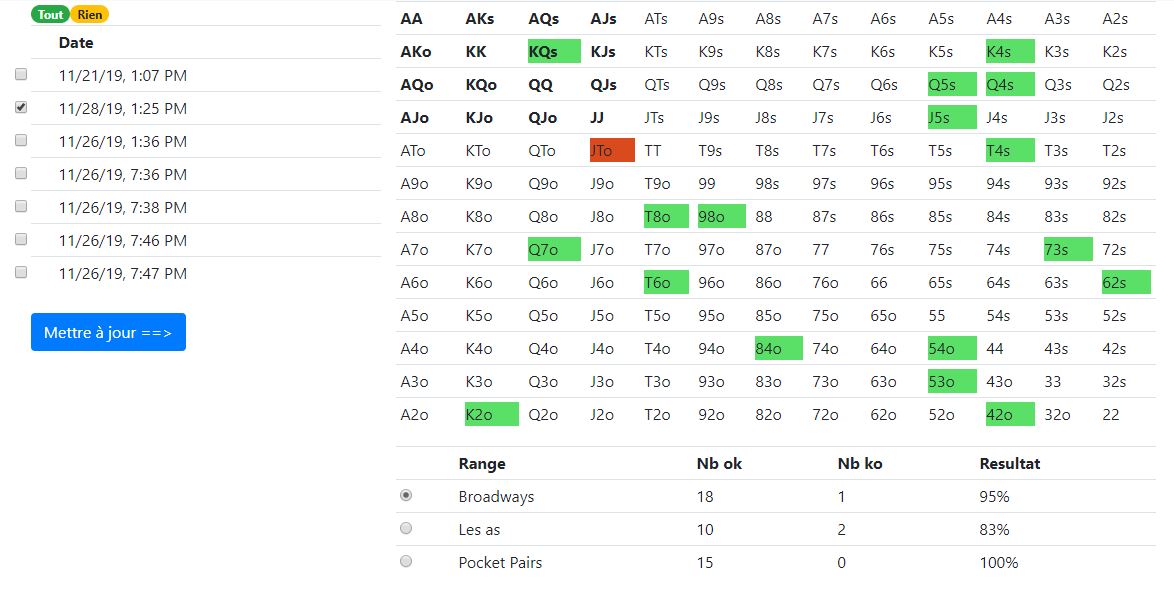 Tout Rien
Date
11/21/19, 1:07 PM
11/28/19, 1:25 PM
11/26/19, 1:36 PM
11/26/19, 7:36 PM
11/26/19, 7:38 PM
11/26/19, 7:46 PM
11/26/19, 7:47 PM
Mettre à jour ==>
AA AKs AQs AJs ATs A9s A8s A7s A6s A5s A4s A3s A2s
AKo KK KQs KJs KTs K9s K8s K7s K6s K5s K4s K3s K2s
AQo KQo QQ QJs QTs Q9s Q8s Q7s Q6s Q5s Q4s Q3s Q2s
AJo KJo QJo JJ JTs J9s J8s J7s J6s J5s J4s J3s J2s
ATo KTo QTo JTo TT T9s T8s T7s T6s T5s T4s T3s T2s
A9o K9o Q9o J9o T9o 99 98s 97s 96s 95s 94s 93s 92s
A8o K8o Q8o J8o T8o 98o 88 87s 86s 85s 84s 83s 82s
A7o K7o Q7o J7o T7o 97o 87o 77 76s 75s 74s 73s 72s
A6o K6o Q6o J6o T6o 96o 86o 76o 66 65s 64s 63s 62s
A5o K5o Q5o J5o T5o 95o 85o 75o 65o 55 54s 53s 52s
A4o K4o Q4o J4o T4o 94o 84o 74o 64o 54o 44 43s 42s
A3o K3o Q3o J3o T3o 93o 83o 73o 63o 53o 43o 33 32s
A2o K2o Q2o J2o T2o 92o 82o 72o 62o 52o 42o 32o 22
Range Nb ok Nb ko Resultat
Broadways 18 1 95%
Les as 10 2 83%
Pocket Pairs 15 0 100%